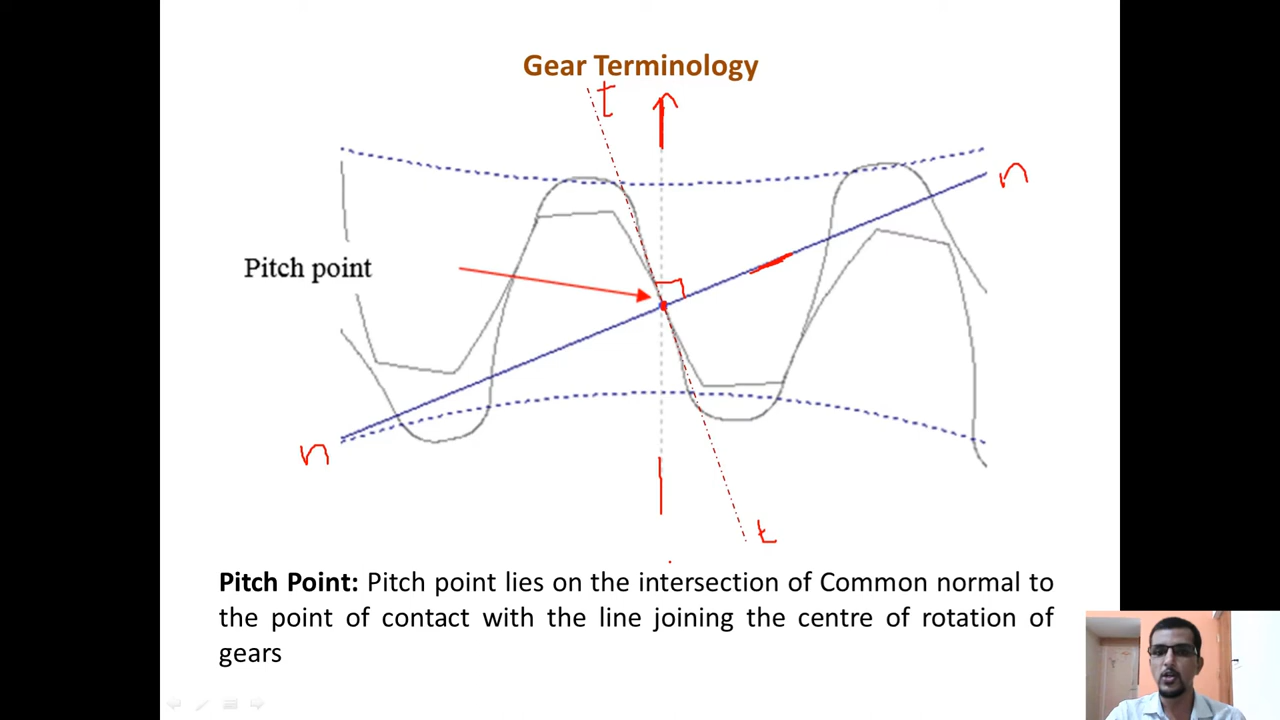 Gear Terminology
t
n
Pitch point
n
t
Pitch Point: Pitch point lies on the intersection of Common normal to
the point of contact with the line joining the centre of rotation of
gears